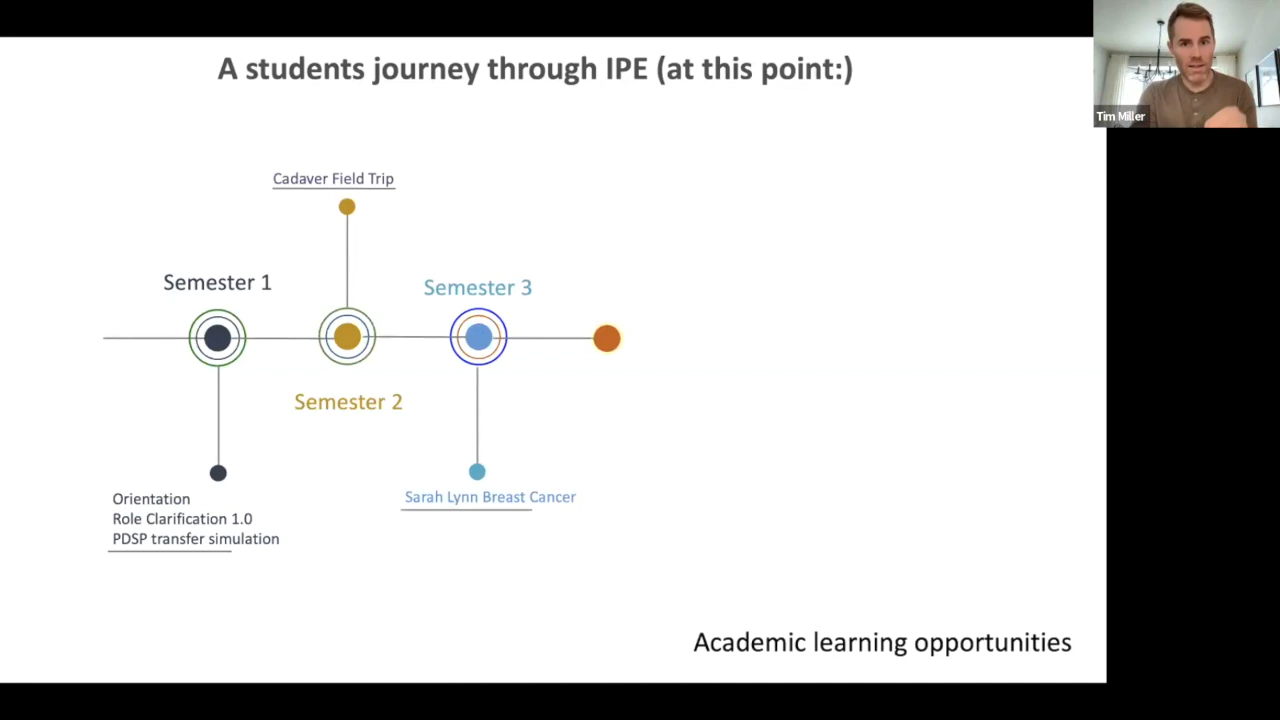 A students journey through IPE (at this point:)
Tim Miller
Cadaver Field Trip
Semester 1
Semester 3
Semester 2
Orientation
Role Clarification 1.0
PDSP transfer simulation
Sarah Lynn Breast Cancer
Academic learning opportunities